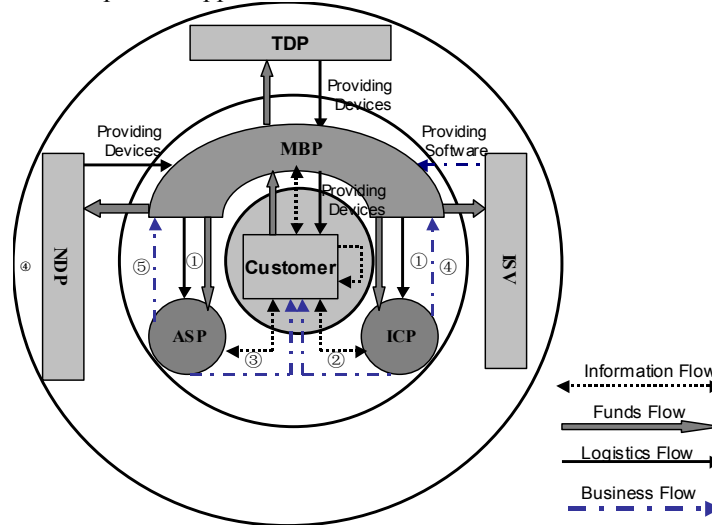 TDP
Providing
Devices
Providing
Devices
Providing
Software
MBP
Providing
Devices
NDP
④
⑤
①
①
④
ISV
Customer
ASP
ICP
③
②
Information Flow
Funds Flow
Logistics Flow
Business Flow